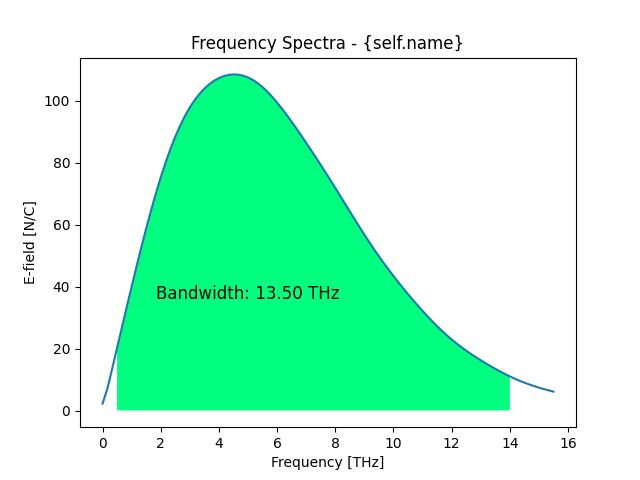 Frequency Spectra - {self.name}
E-field [N/C]
100
80
60
40
20
0
Bandwidth: 13.50 THz
0 2 4 6 8 10 12 14 16
Frequency [THz]